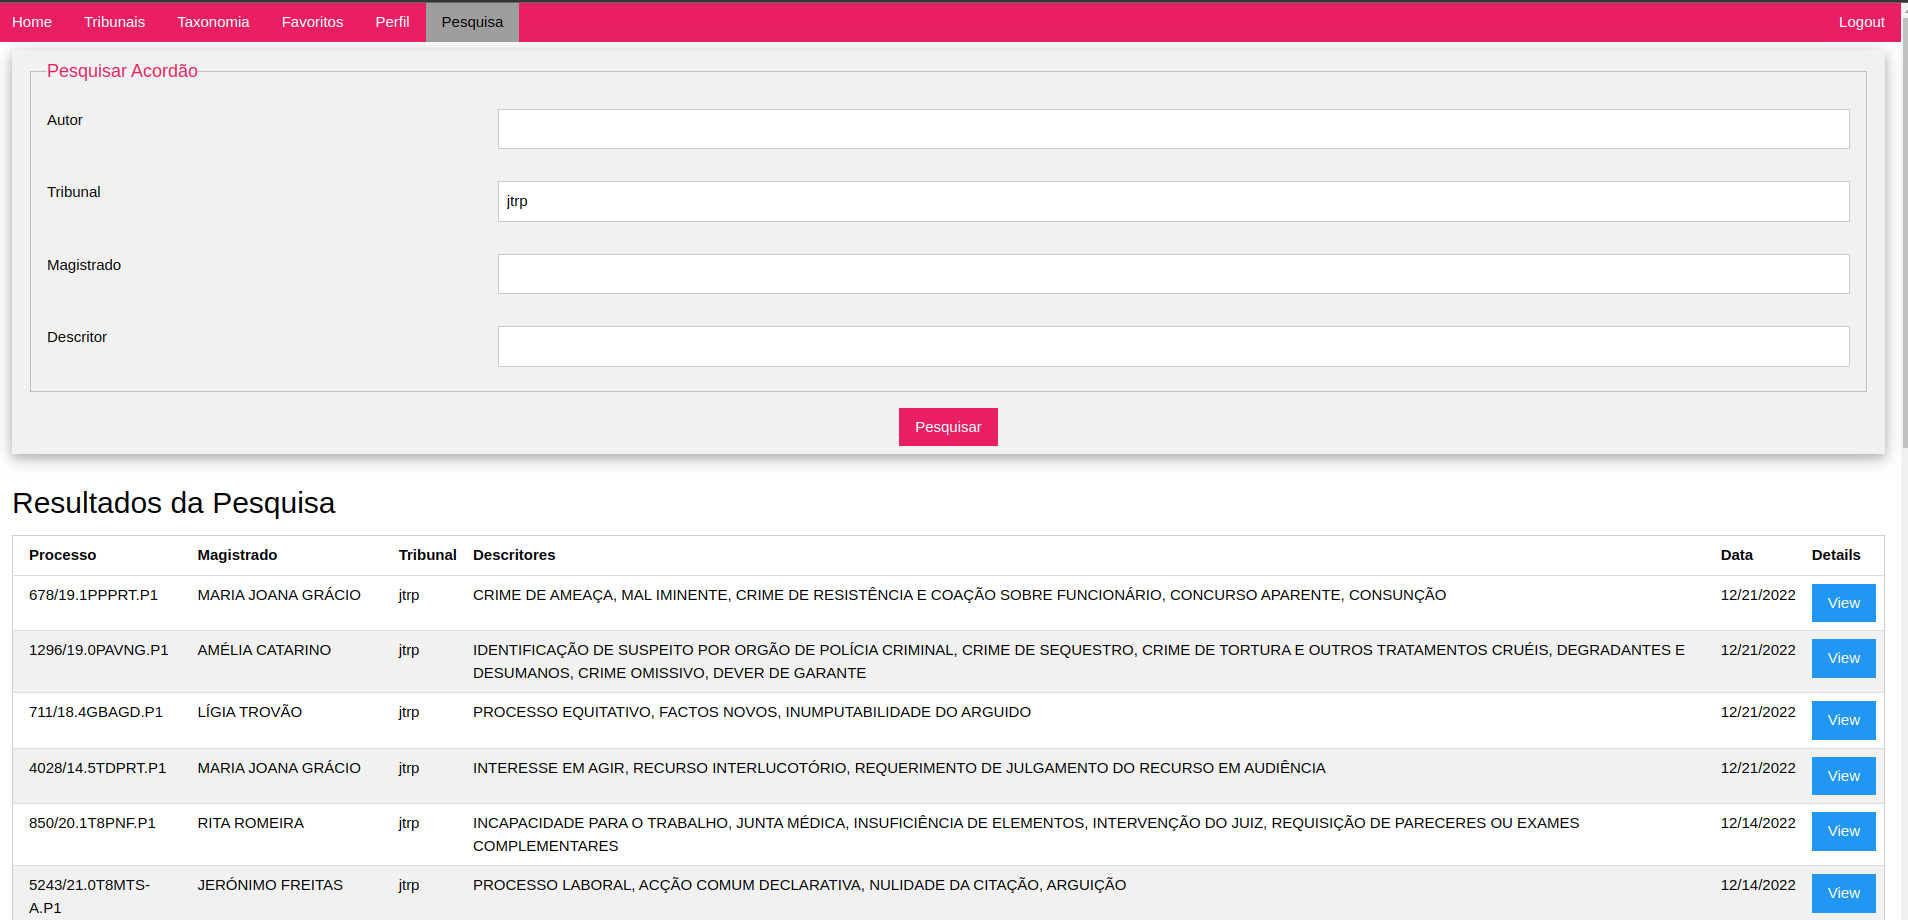 Home Tribunais Taxonomia Favoritos Perfil Pesquisa Logout
Pesquisar Acordão
Autor
Tribunal jtrp
Magistrado
Descritor
Pesquisar
Resultados da Pesquisa
Processo Magistrado Tribunal Descritores Data Details
678/19.1PPPRT.P1 MARIA JOANA GRÁCIO jtrp CRIME DE AMEAÇA, MAL IMINENTE, CRIME DE RESISTÊNCIA E COAÇÃO SOBRE FUNCIONÁRIO, CONCURSO APARENTE, CONSUNÇÃO 12/21/2022 View
1296/19.0PAVNG.P1 AMÉLIA CATARINO jtrp IDENTIFICAÇÃO DE SUSPEITO POR ORGÃO DE POLÍCIA CRIMINAL, CRIME DE SEQUESTRO, CRIME DE TORTURA E OUTROS TRATAMENTOS CRUÉIS, DEGRADANTES E 12/21/2022 View
DESUMANOS, CRIME OMISSIVO, DEVER DE GARANTE
711/18.4GBAGD.P1 LÍGIA TROVÃO jtrp PROCESSO EQUITATIVO, FACTOS NOVOS, INUMPUTABILIDADE DO ARGUIDO 12/21/2022 View
4028/14.5TDPRT.P1 MARIA JOANA GRÁCIO jtrp INTERESSE EM AGIR, RECURSO INTERLUCOTÓRIO, REQUERIMENTO DE JULGAMENTO DO RECURSO EM AUDIÊNCIA 12/21/2022 View
850/20.1T8PNF.P1 RITA ROMEIRA jtrp INCAPACIDADE PARA O TRABALHO, JUNTA MÉDICA, INSUFICIÊNCIA DE ELEMENTOS, INTERVENÇÃO DO JUIZ, REQUISIÇÃO DE PARECERES OU EXAMES 12/14/2022 View
COMPLEMENTARES
5243/21.0T8MTS- JERÓNIMO FREITAS jtrp PROCESSO LABORAL, ACÇÃO COMUM DECLARATIVA, NULIDADE DA CITAÇÃO, ARGUIÇÃO 12/14/2022 View
A.P1